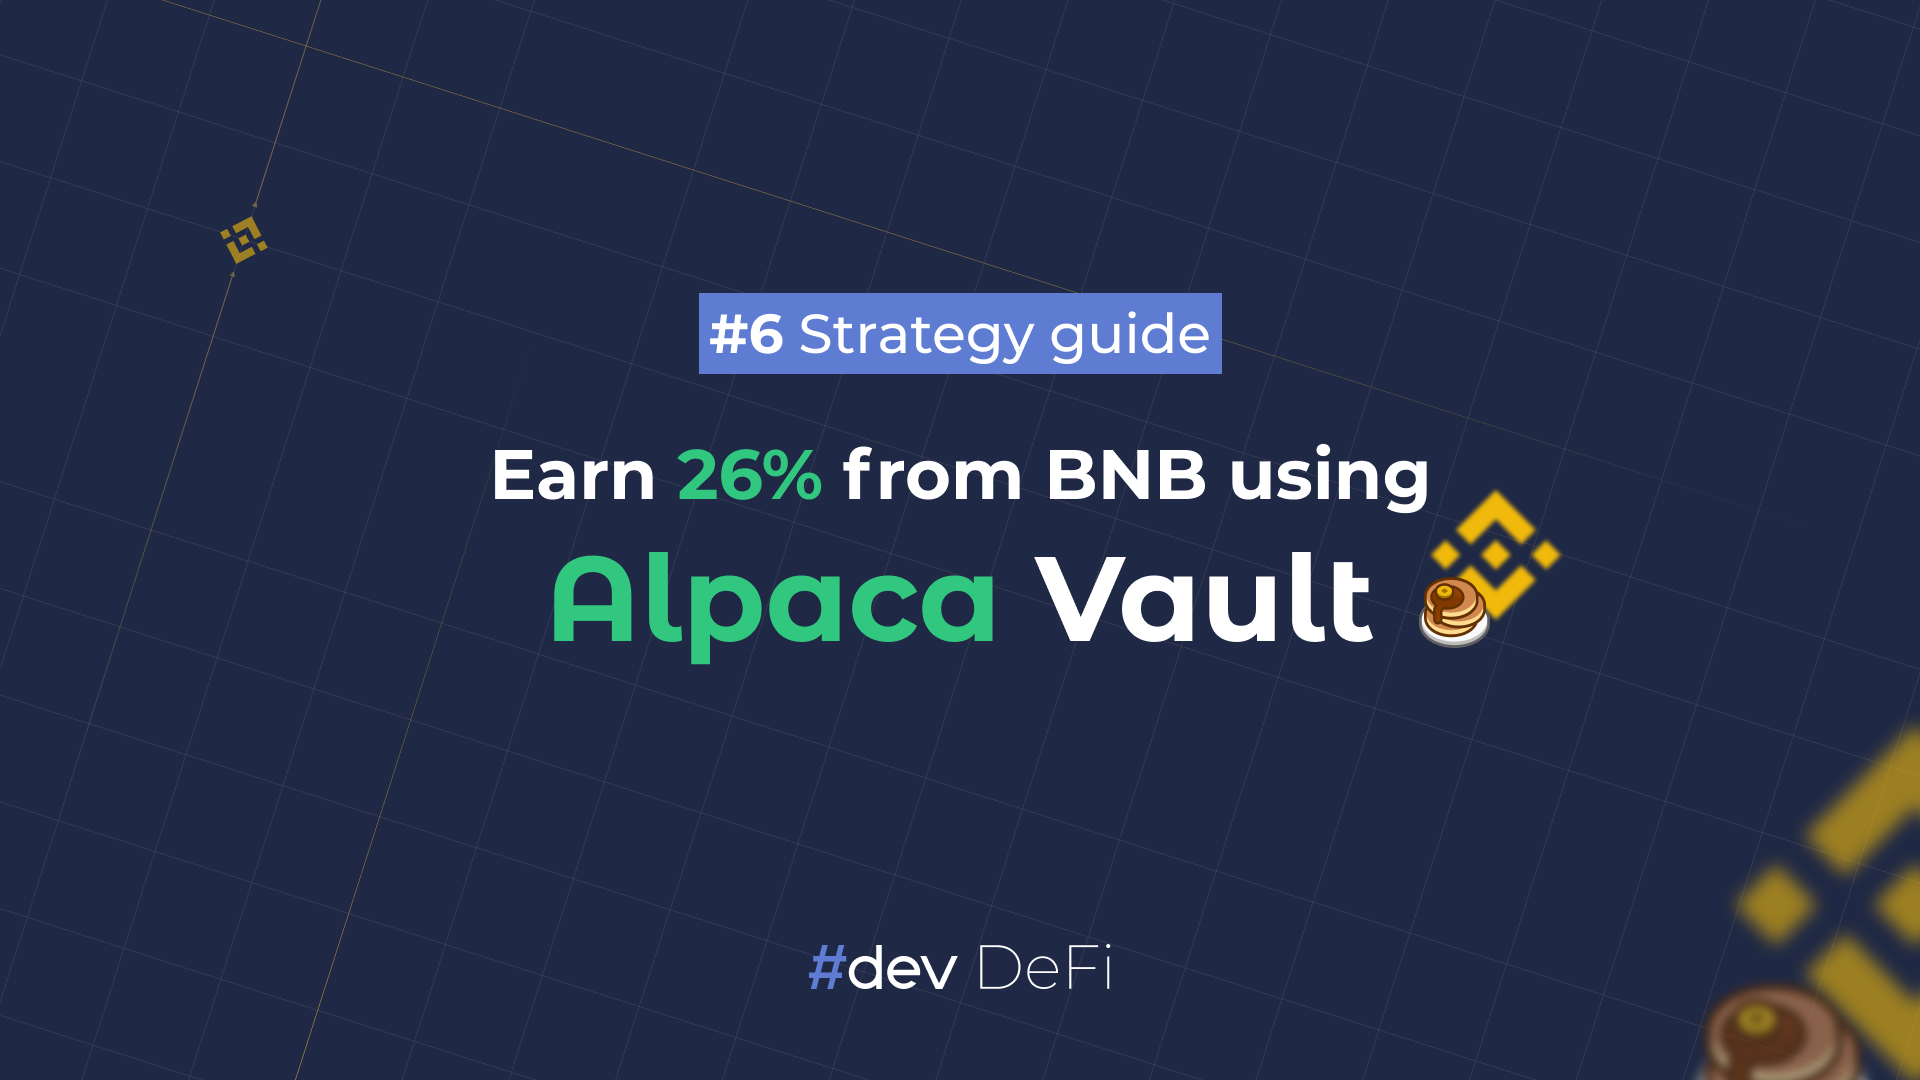 #6 Strategy guide
Earn 26% from BNB using
Alpaca Vault
#dev DeFi